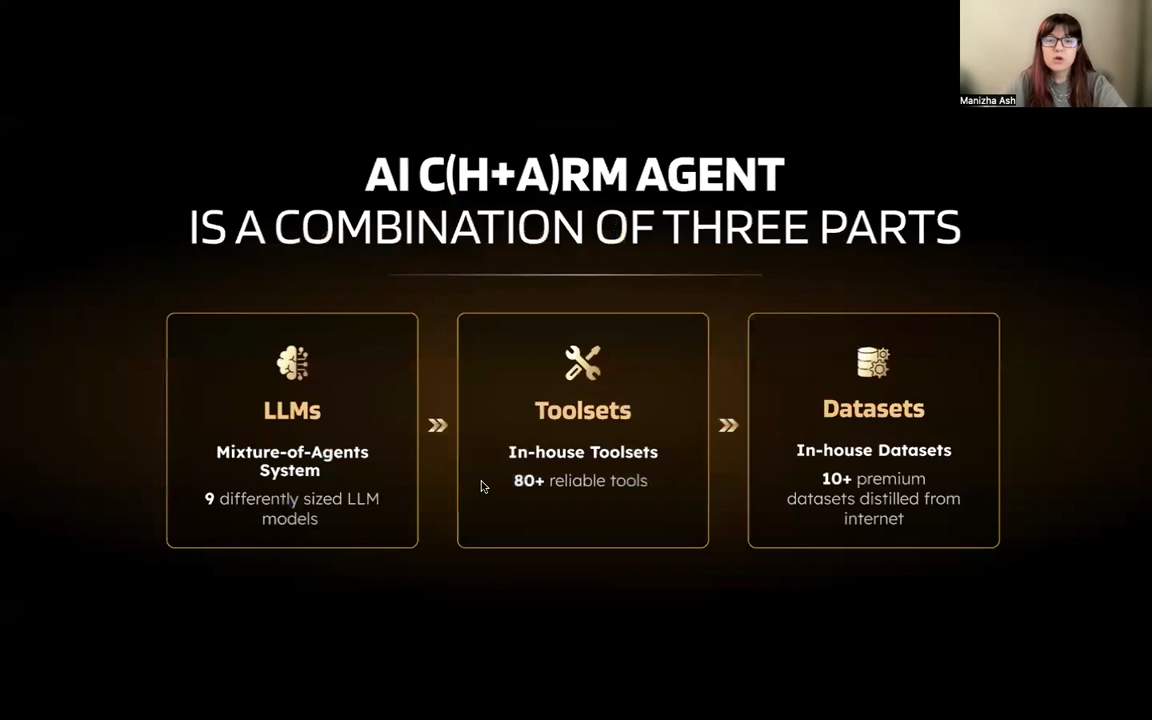 Manizha Ash
AI C(H+A)RM AGENT
IS A COMBINATION OF THREE PARTS
LLMs
Mixture-of-Agents
System
9 differently sized LLM
models
Toolsets
In-house Toolsets
80+ reliable tools
Datasets
In-house Datasets
10+ premium
datasets distilled from
internet